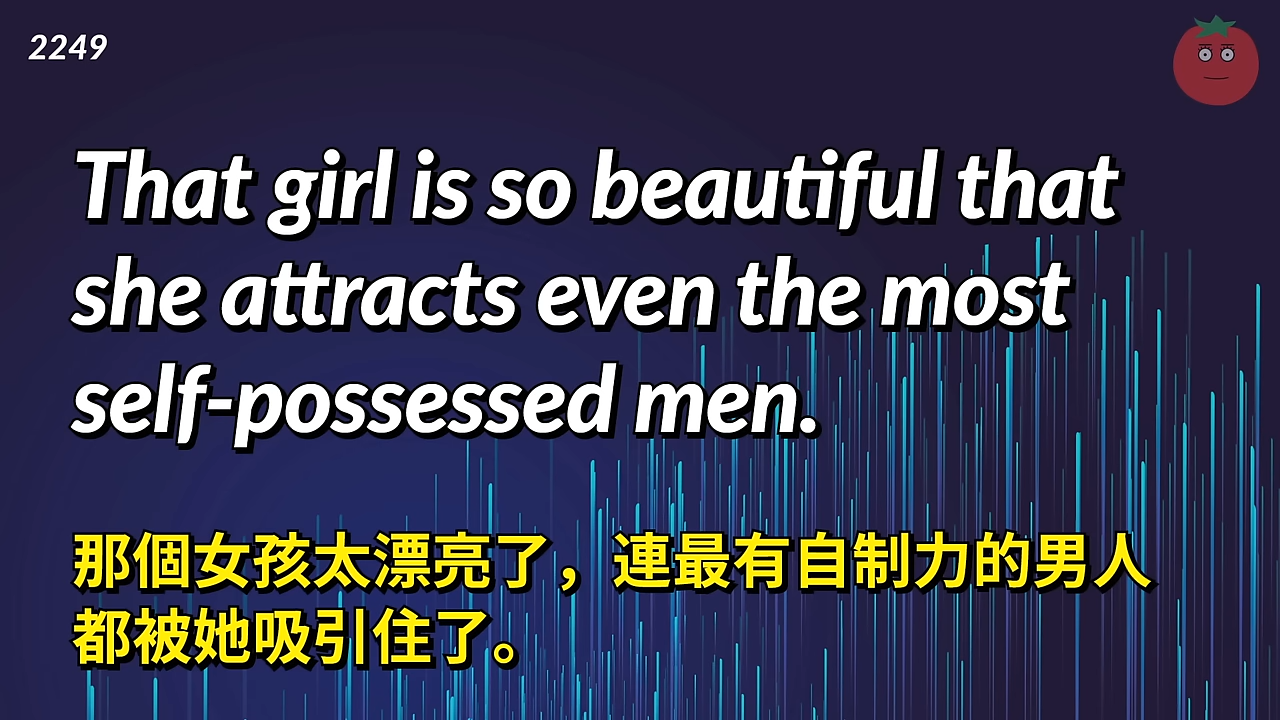 2249
That girl is so beautiful that
she attracts even the most
self-possessed men.
那個女孩太漂亮了，連最有自制力的男人
都被她吸引住了。